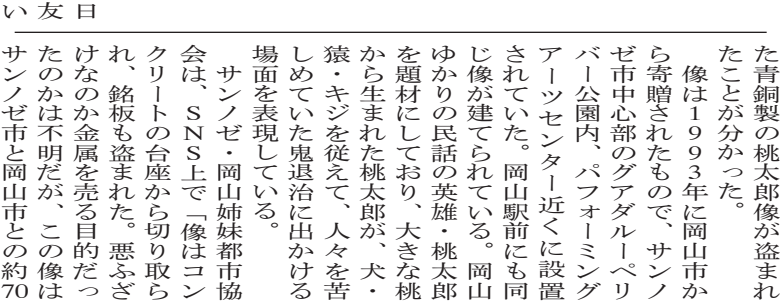 い友日
た青銅製の桃太郎像が盗まれ
たことが分かった。
　像は1993年に岡山市か
ら寄贈されたもので、サンノ
ゼ市中心部のグアダルーペリ
バー公園内、パフォーミング
アーツセンター近くに設置
されていた。岡山駅前にも同
じ像が建てられている。岡山
ゆかりの民話の英雄・桃太郎
を題材にしており、大きな桃
から生まれた桃太郎が、犬・
猿・キジを従えて、人々を苦
しめていた鬼退治に出かける
場面を表現している。
　サンノゼ・岡山姉妹都市協
会は、SNS上で「像はコン
クリートの台座から切り取ら
れ、銘板も盗まれた。悪ふざ
けなのか金属を売る目的だっ
たのかは不明だが、この像は
サンノゼ市と岡山市との約70